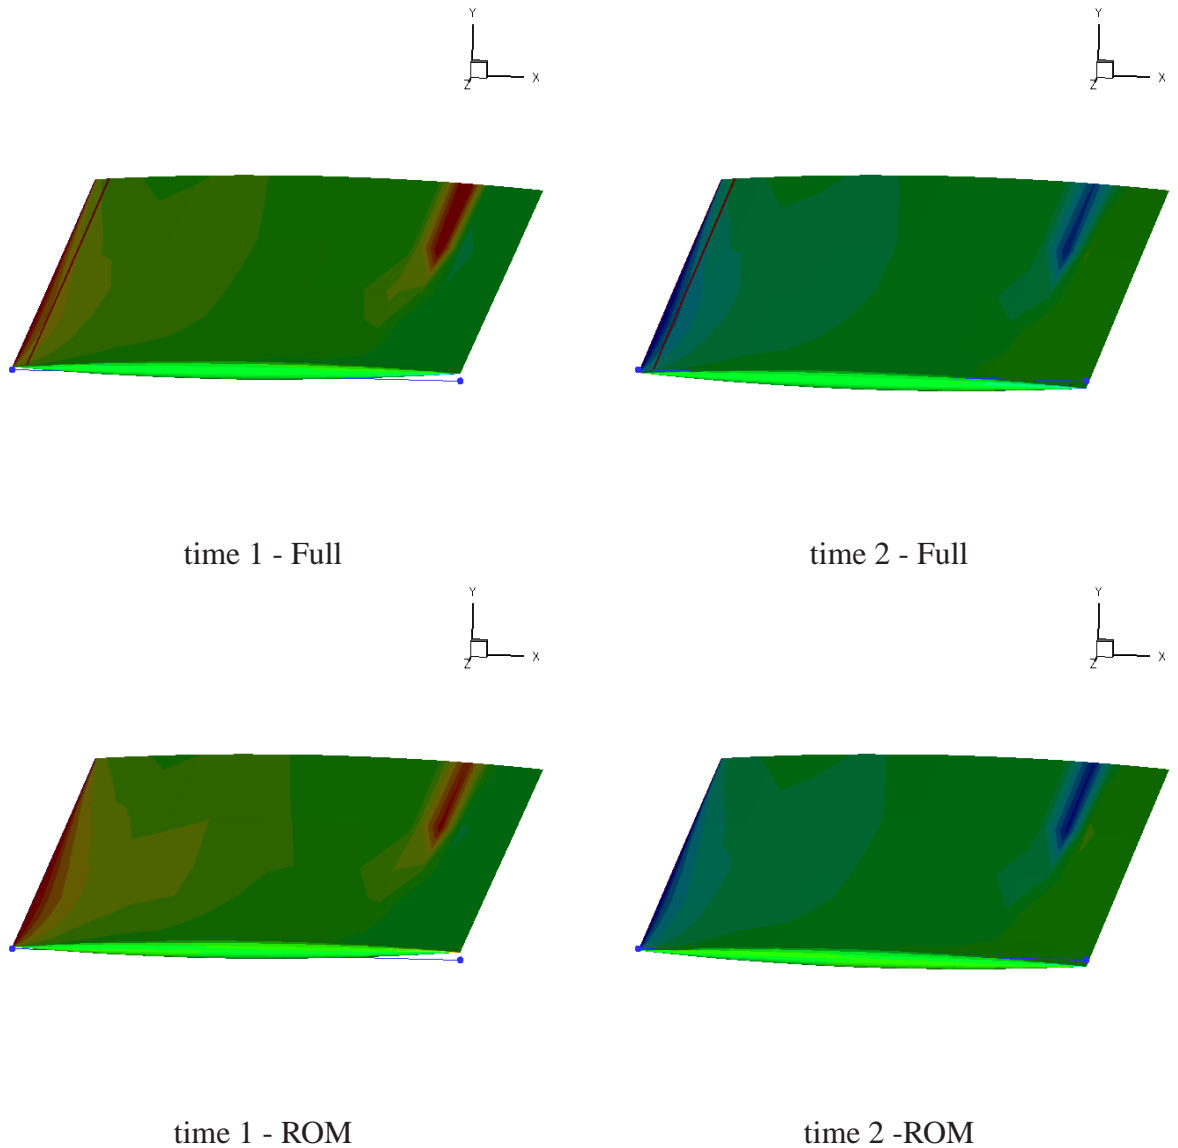 Y Y
X X
Z Z
time 1 - Full time 2 - Full
Y Y
X X
Z Z
time 1 - ROM time 2 -ROM